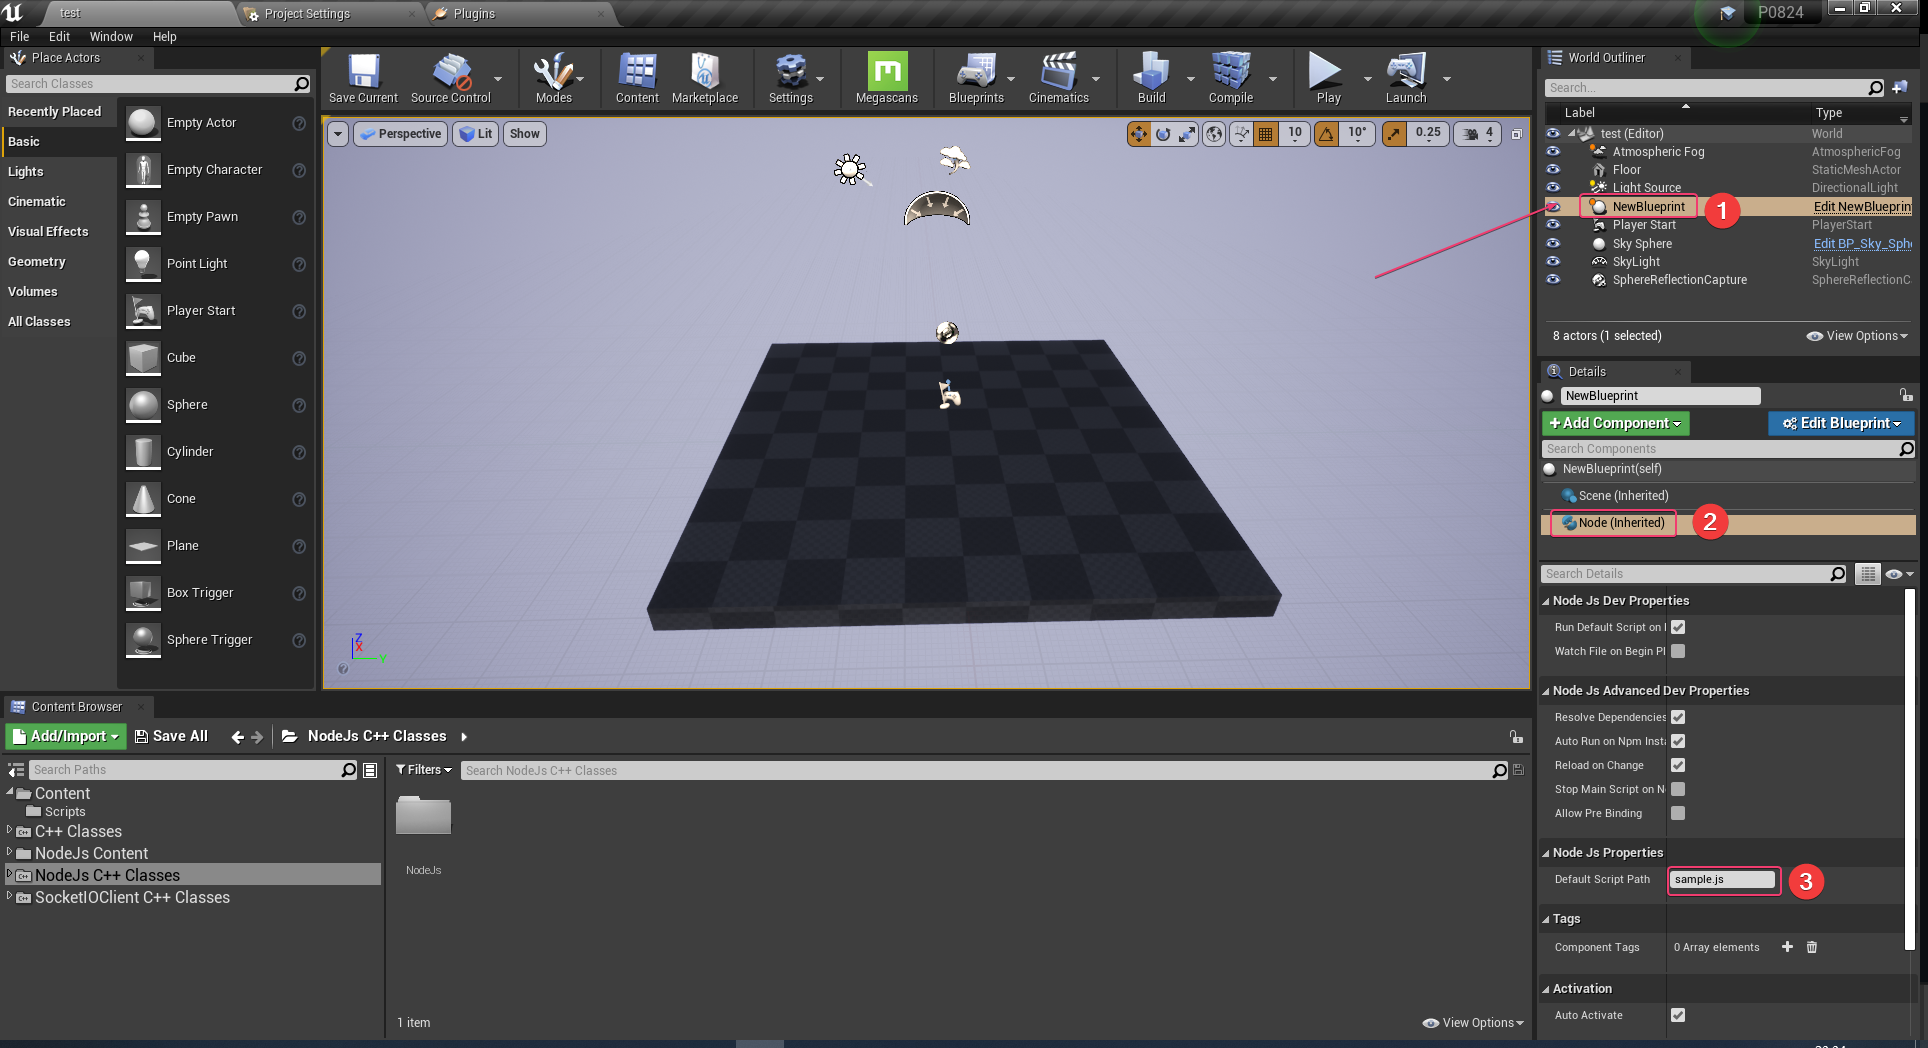 test
Project Settings
Plugins
P0824
File Edit Window Help
Place Actors
Search Classes
Recently Placed
Basic
Lights
Cinematic
Visual Effects
Geometry
Volumes
All Classes
Empty Actor
Empty Character
Empty Pawn
Point Light
Player Start
Cube
Sphere
Cylinder
Cone
Plane
Box Trigger
Sphere Trigger
Save Current
Source Control
Modes
Content
Marketplace
Settings
Megascans
Blueprints
Cinematics
Build
Compile
Play
Launch
Perspective
Lit
Show
10
10°
0.25
4
Z
X
Y
World Outliner
Search...
Label Type
test (Editor) World
Atmospheric Fog AtmosphericFog
Floor StaticMeshActor
Light Source DirectionalLight
NewBlueprint Edit NewBlueprin
1
Player Start PlayerStart
Sky Sphere Edit BP_Sky_Sph
SkyLight SkyLight
SphereReflectionCapture SphereReflectionC
8 actors (1 selected)
View Options
Details
NewBlueprint
+Add Component
Edit Blueprint
Search Components
NewBlueprint(self)
Scene (Inherited)
Node (Inherited)
2
Search Details
Node Js Dev Properties
Run Default Script on
Watch File on Begin Pl
Node Js Advanced Dev Properties
Resolve Dependencies
Auto Run on Npm Insta
Reload on Change
Stop Main Script on N
Allow Pre Binding
Node Js Properties
Default Script Path sample.js
3
Tags
Component Tags 0 Array elements
Activation
Auto Activate
Content Browser
Add/Import
Save All
NodeJs C++ Classes
Search Paths
Filters
Search NodeJs C++ Classes
Content
Scripts
C++ Classes
NodeJs Content
NodeJs C++ Classes
SocketIOClient C++ Classes
NodeJs
1 item
View Options